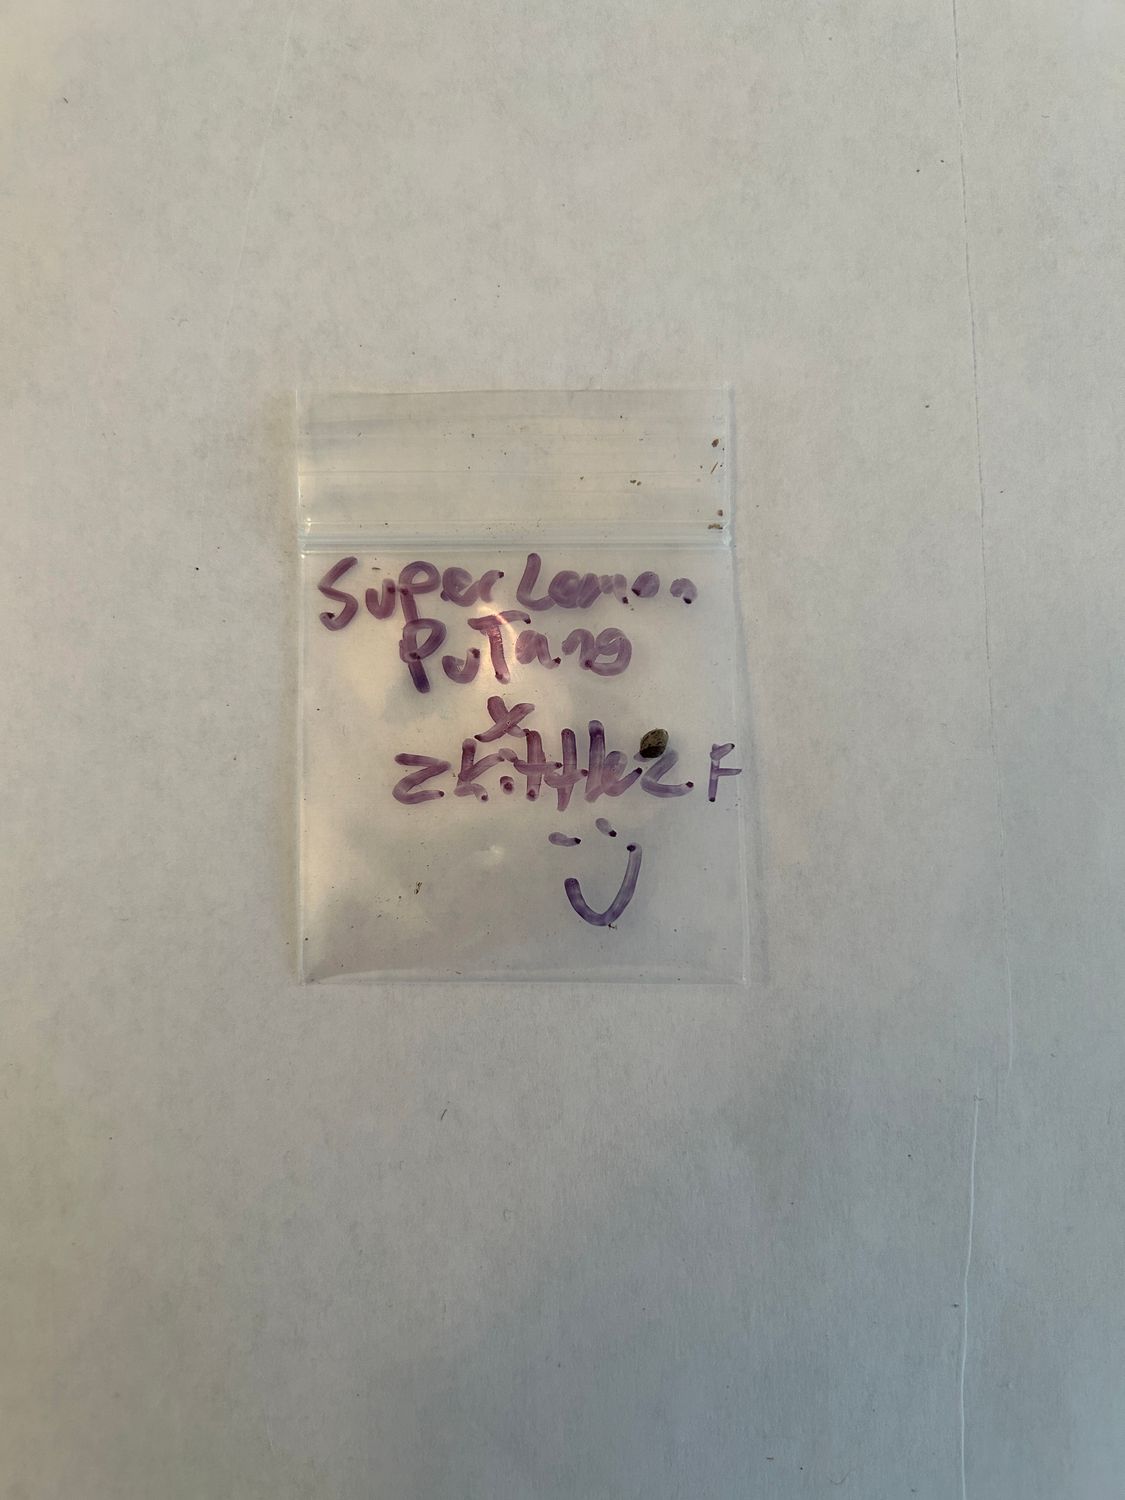 Super Lemon
PuTang
x
zkittlez F